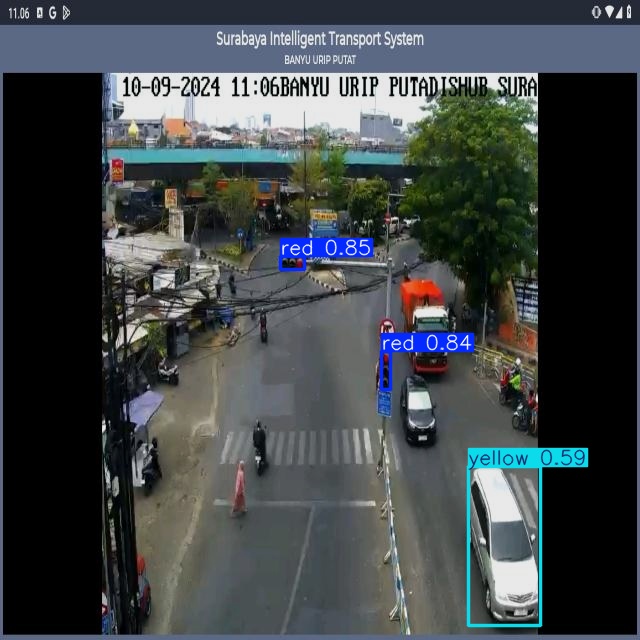 11.06
Surabaya Intelligent Transport System
BANYU URIP PUTAT
10-09-2024 11:06BANYU URIP PUTADISHUB SURA
red 0.85
red 0.84
yellow 0.59